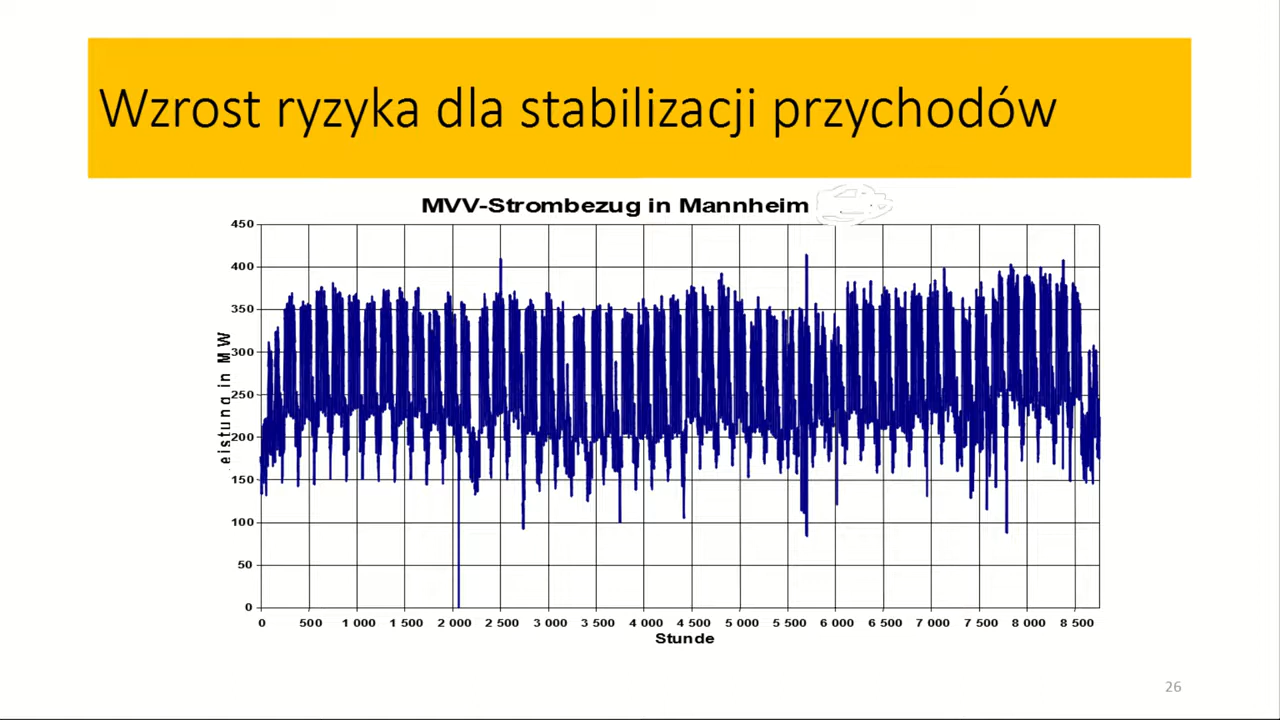 Wzrost ryzyka dla stabilizacji przychodów
MVV-Strombezug in Mannheim
450
400
350
300
250
200
150
100
50
0
eistung in MW
0 500 1 000 1 500 2 000 2 500 3 000 3 500 4 000 4 500 5 000 5 500 6 000 6 500 7 000 7 500 8 000 8 500
Stunde
26